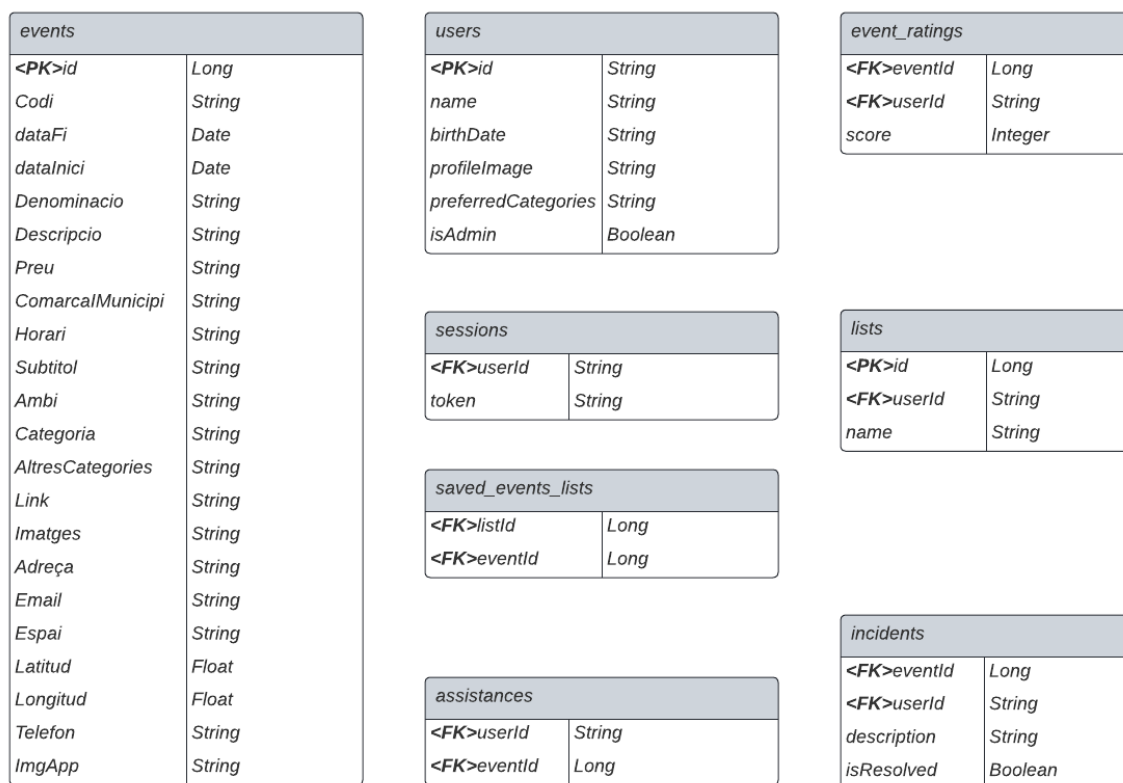 events
<PK>id Long
Codi String
dataFi Date
dataInici Date
Denominacio String
Descripcio String
Preu String
ComarcaIMunicipi String
Horari String
Subtitol String
Ambi String
Categoria String
AltresCategories String
Link String
Imatges String
Adreça String
Email String
Espai String
Latitud Float
Longitud Float
Telefon String
ImgApp String
users
<PK>id String
name String
birthDate String
profileImage String
preferredCategories String
isAdmin Boolean
sessions
<FK>userId String
token String
saved_events_lists
<FK>listId Long
<FK>eventId Long
assistances
<FK>userId String
<FK>eventId Long
event_ratings
<FK>eventId Long
<FK>userId String
score Integer
lists
<PK>id Long
<FK>userId String
name String
incidents
<FK>eventId Long
<FK>userId String
description String
isResolved Boolean